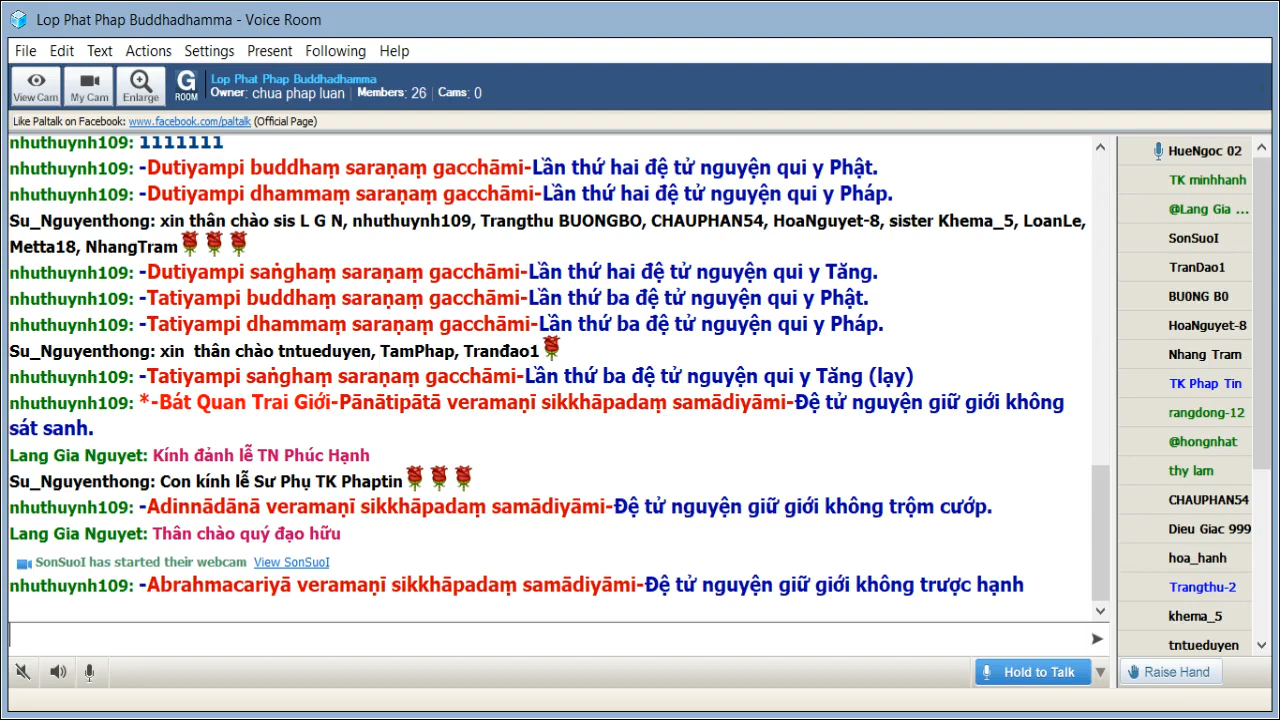 Lop Phat Phap Buddhadhamma - Voice Room
File Edit Text Actions Settings Present Following Help
View Cam My Cam Enlarge G ROOM
Lop Phat Phap Buddhadhamma
Owner: chua phap luan Members: 26 Cams: 0
Like Paltalk on Facebook: www.facebook.com/paltalk (Official Page)
nhuthuynh109: 1111111
nhuthuynh109: -Dutiyampi buddhaṃ saraṇaṃ gacchāmi-Lần thứ hai đệ tử nguyện qui y Phật.
nhuthuynh109: -Dutiyampi dhammaṃ saraṇaṃ gacchāmi-Lần thứ hai đệ tử nguyện qui y Pháp.
Su_Nguyenthong: xin thân chào sis L G N, nhuthuynh109, Trangthu BUONGBO, CHAUPHAN54, HoaNguyet-8, sister Khema_5, LoanLe,
Metta18, NhangTram
nhuthuynh109: -Dutiyampi saṅghaṃ saraṇaṃ gacchāmi-Lần thứ hai đệ tử nguyện qui y Tăng.
nhuthuynh109: -Tatiyampi buddhaṃ saraṇaṃ gacchāmi-Lần thứ ba đệ tử nguyện qui y Phật.
nhuthuynh109: -Tatiyampi dhammaṃ saraṇaṃ gacchāmi-Lần thứ ba đệ tử nguyện qui y Pháp.
Su_Nguyenthong: xin thân chào tntueduyen, TamPhap, Tranđao1
nhuthuynh109: -Tatiyampi saṅghaṃ saraṇaṃ gacchāmi-Lần thứ ba đệ tử nguyện qui y Tăng (lạy)
nhuthuynh109: *-Bát Quan Trai Giới-Pānātipātā veramaṇī sikkhāpadaṃ samādiyāmi-Đệ tử nguyện giữ giới không
sát sanh.
Lang Gia Nguyet: Kính đảnh lễ TN Phúc Hạnh
Su_Nguyenthong: Con kính lễ Sư Phụ TK Phaptin
nhuthuynh109: -Adinnādānā veramaṇī sikkhāpadaṃ samādiyāmi-Đệ tử nguyện giữ giới không trộm cướp.
Lang Gia Nguyet: Thân chào quý đạo hữu
SonSuoI has started their webcam View SonSuoI
nhuthuynh109: -Abrahmacariyā veramaṇī sikkhāpadaṃ samādiyāmi-Đệ tử nguyện giữ giới không trược hạnh
HueNgoc 02
TK minhhanh
@Lang Gia ...
SonSuoI
TranDao1
BU0NG B0
HoaNguyet-8
Nhang Tram
TK Phap Tin
rangdong-12
@hongnhat
thy lam
CHAUPHAN54
Dieu Giac 999
hoa_hanh
Trangthu-2
khema_5
tntueduyen
Hold to Talk
Raise Hand